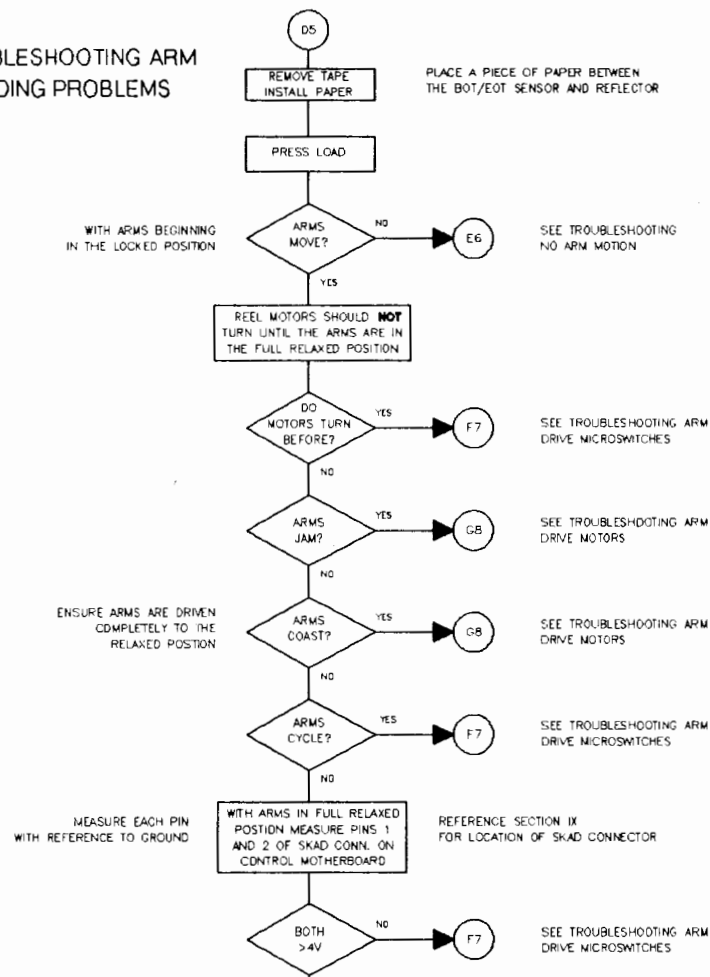 BLESHOOTING ARM
DING PROBLEMS
D5
REMOVE TAPE
INSTALL PAPER
PLACE A PIECE OF PAPER BETWEEN
THE BOT/EOT SENSOR AND REFLECTOR
PRESS LOAD
WITH ARMS BEGINNING
IN THE LOCKED POSITION
ARMS
MOVE?
NO
E6
SEE TROUBLESHOOTING
NO ARM MOTION
YES
REEL MOTORS SHOULD NOT
TURN UNTIL THE ARMS ARE IN
THE FULL RELAXED POSITION
DO
MOTORS TURN
BEFORE?
YES
F7
SEE TROUBLESHOOTING ARM
DRIVE MICROSWITCHES
NO
ARMS
JAM?
YES
G8
SEE TROUBLESHOOTING ARM
DRIVE MOTORS
NO
ENSURE ARMS ARE DRIVEN
COMPLETELY TO THE
RELAXED POSTION
ARMS
COAST?
YES
G8
SEE TROUBLESHOOTING ARM
DRIVE MOTORS
NO
ARMS
CYCLE?
YES
F7
SEE TROUBLESHOOTING ARM
DRIVE MICROSWITCHES
NO
MEASURE EACH PIN
WITH REFERENCE TO GROUND
WITH ARMS IN FULL RELAXED
POSTION MEASURE PINS 1
AND 2 OF SKAD CONN. ON
CONTROL MOTHERBOARD
REFERENCE SECTION IX
FOR LOCATION OF SKAD CONNECTOR
BOTH
>4V
NO
F7
SEE TROUBLESHOOTING ARM
DRIVE MICROSWITCHES